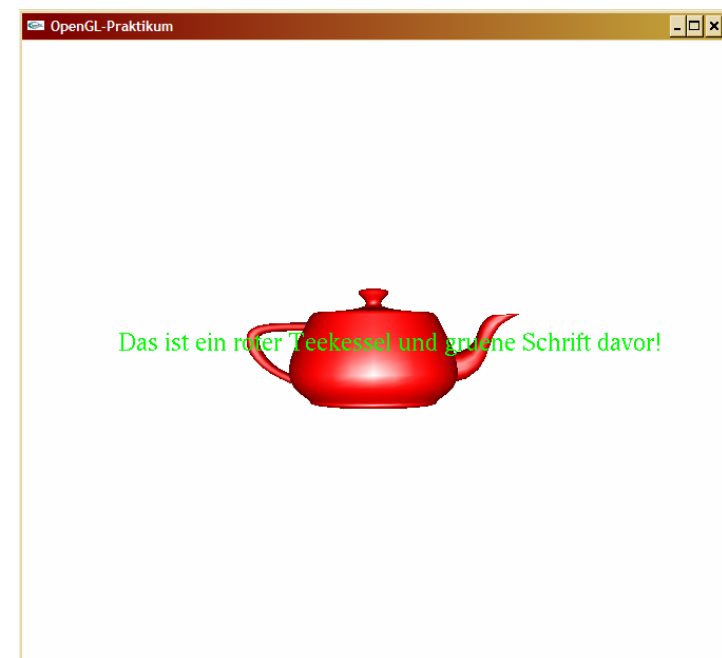 OpenGL-Praktikum
Das ist ein roter Teekessel und gruene Schrift davor!